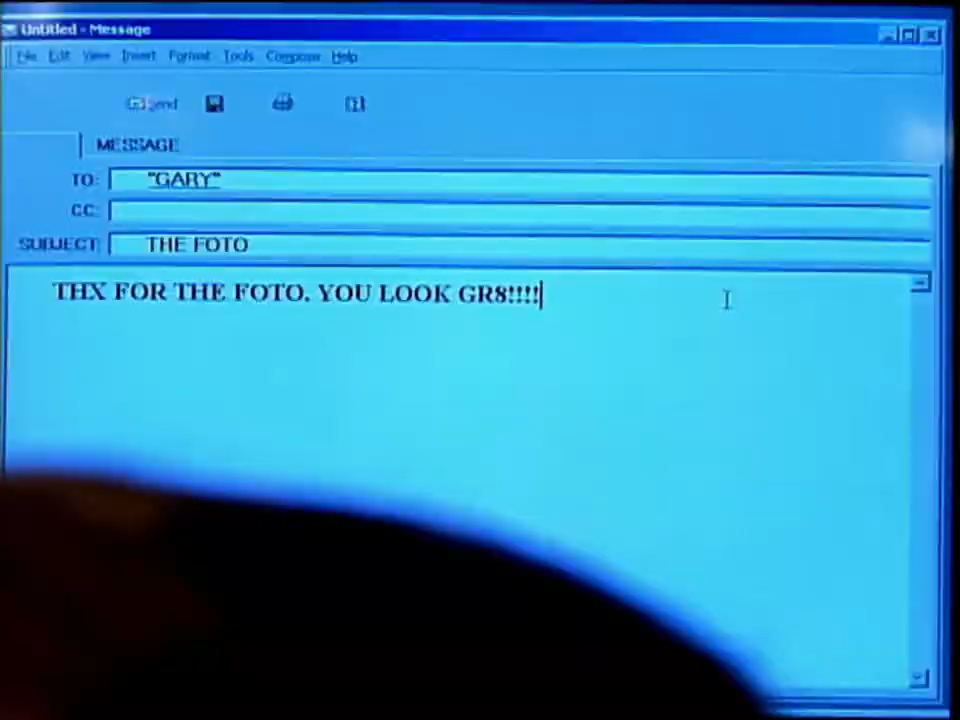 Untitled - Message
File Edit View Insert Format Tools Compose Help
Send
MESSAGE
TO: "GARY"
CC:
SUBJECT: THE FOTO
THX FOR THE FOTO. YOU LOOK GR8!!!!